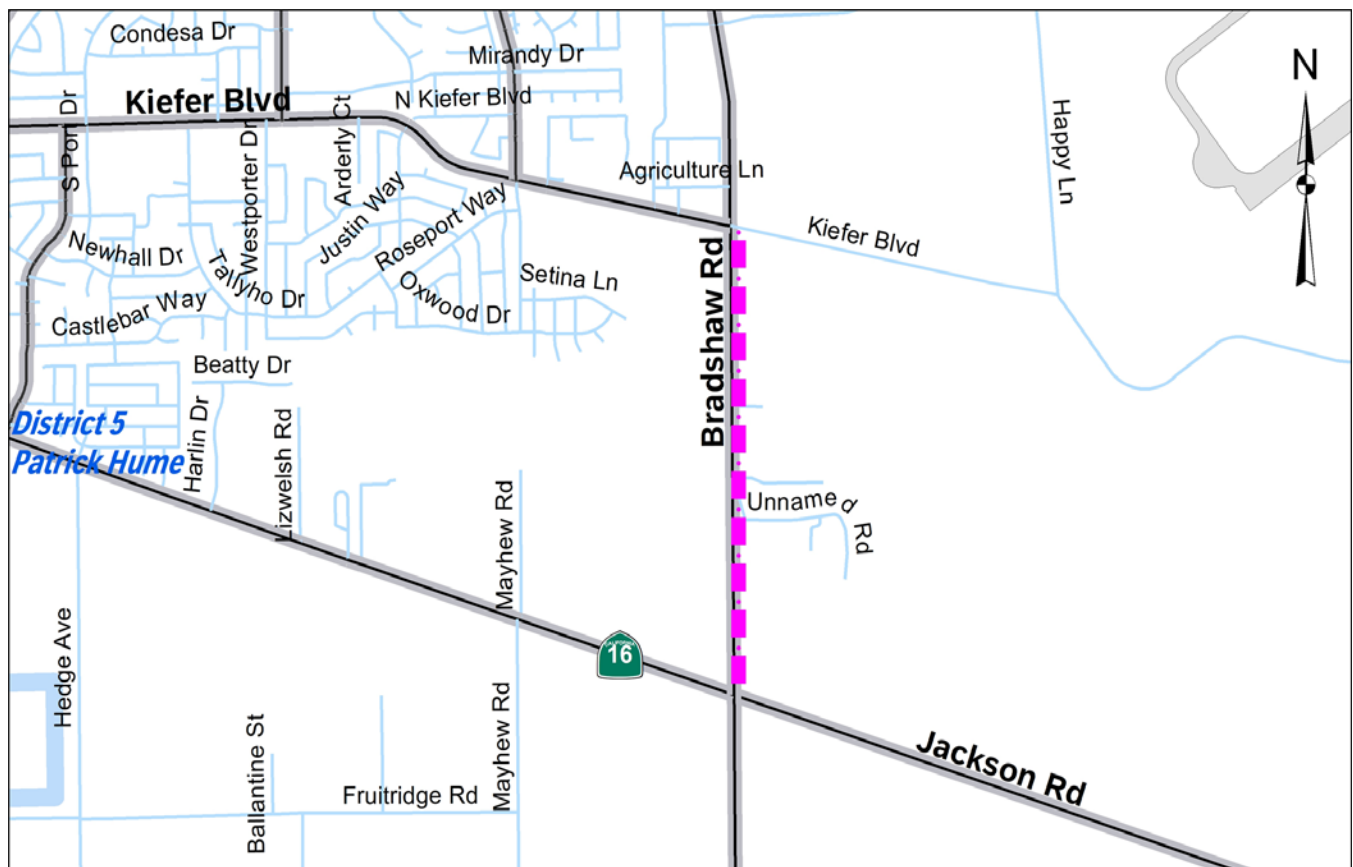 Condesa Dr
Mirandy Dr
N
Kiefer Blvd
N Kiefer Blvd
S Port Dr
Westporter Dr
Arderly Ct
Happy Ln
Agriculture Ln
Justin Way
Roseport Way
Kiefer Blvd
Newhall Dr
Tallyho Dr
Setina Ln
Oxwood Dr
Castlebar Way
Bradshaw Rd
Beatty Dr
District 5
Patrick Hume
Harlin Dr
Lizwelsh Rd
Mayhew Rd
Unnamed Rd
16
Hedge Ave
Mayhew Rd
Jackson Rd
Ballantine St
Fruitridge Rd